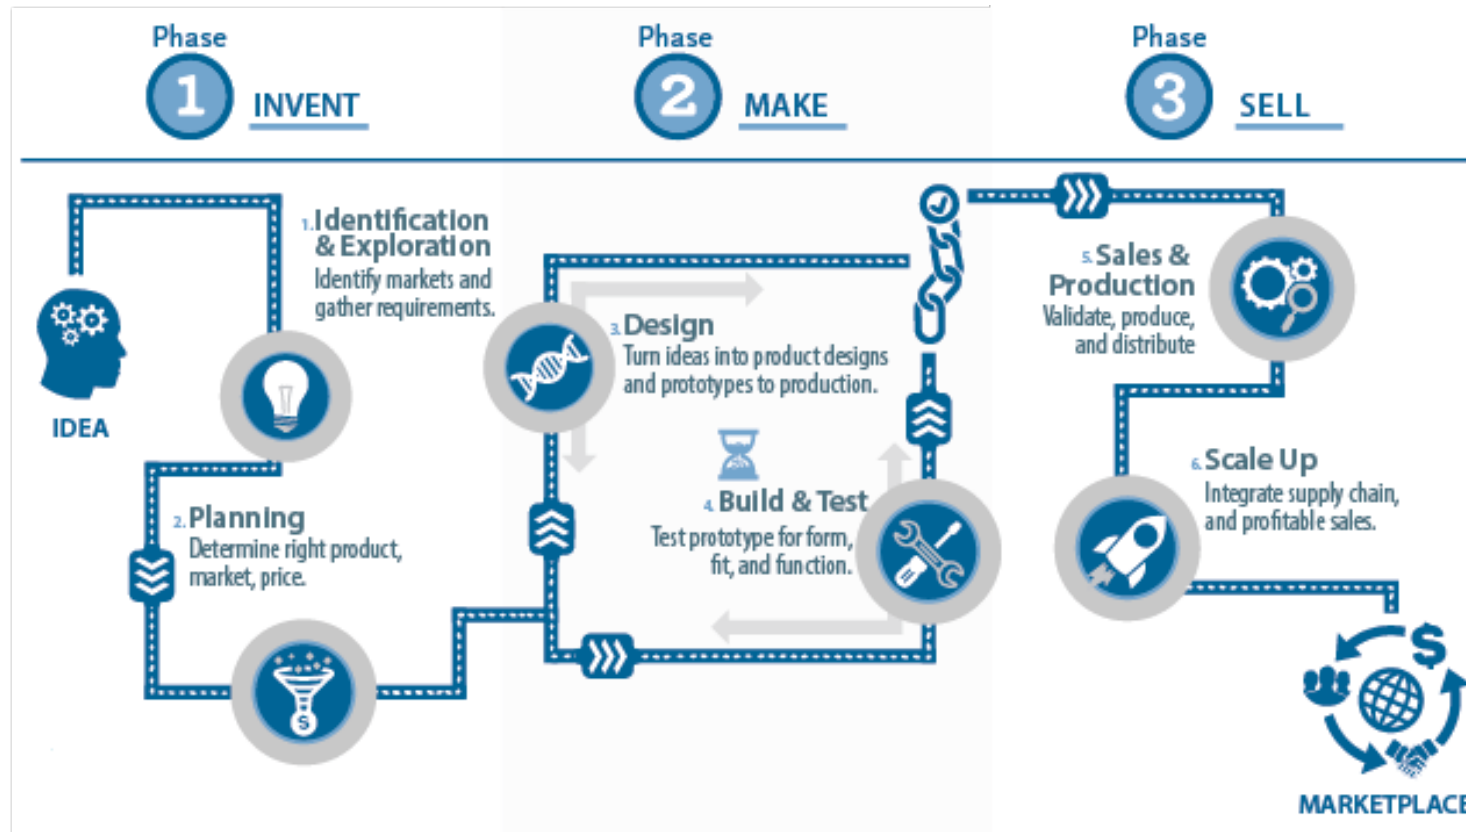 Phase
1 INVENT
Phase
2 MAKE
Phase
3 SELL
IDEA
1. Identification
& Exploration
Identify markets and
gather requirements.
2. Planning
Determine right product,
market, price.
$
3. Design
Turn ideas into product designs
and prototypes to production.
4. Build & Test
Test prototype for form,
fit, and function.
5. Sales &
Production
Validate, produce,
and distribute
6. Scale Up
Integrate supply chain,
and profitable sales.
$
MARKETPLACE